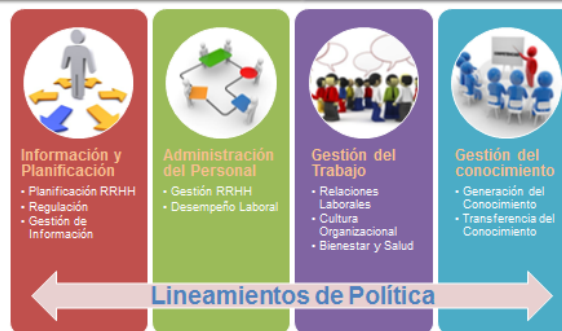 Información y
Planificación
• Planificación RRHH
• Regulación
• Gestión de
Información
Administración
del Personal
• Gestión RRHH
• Desempeño Laboral
Gestión del
Trabajo
• Relaciones
Laborales
• Cultura
Organizacional
• Bienestar y Salud
Gestión del
conocimiento
• Generación del
Conocimiento
• Transferencia del
Conocimiento
Lineamientos de Política